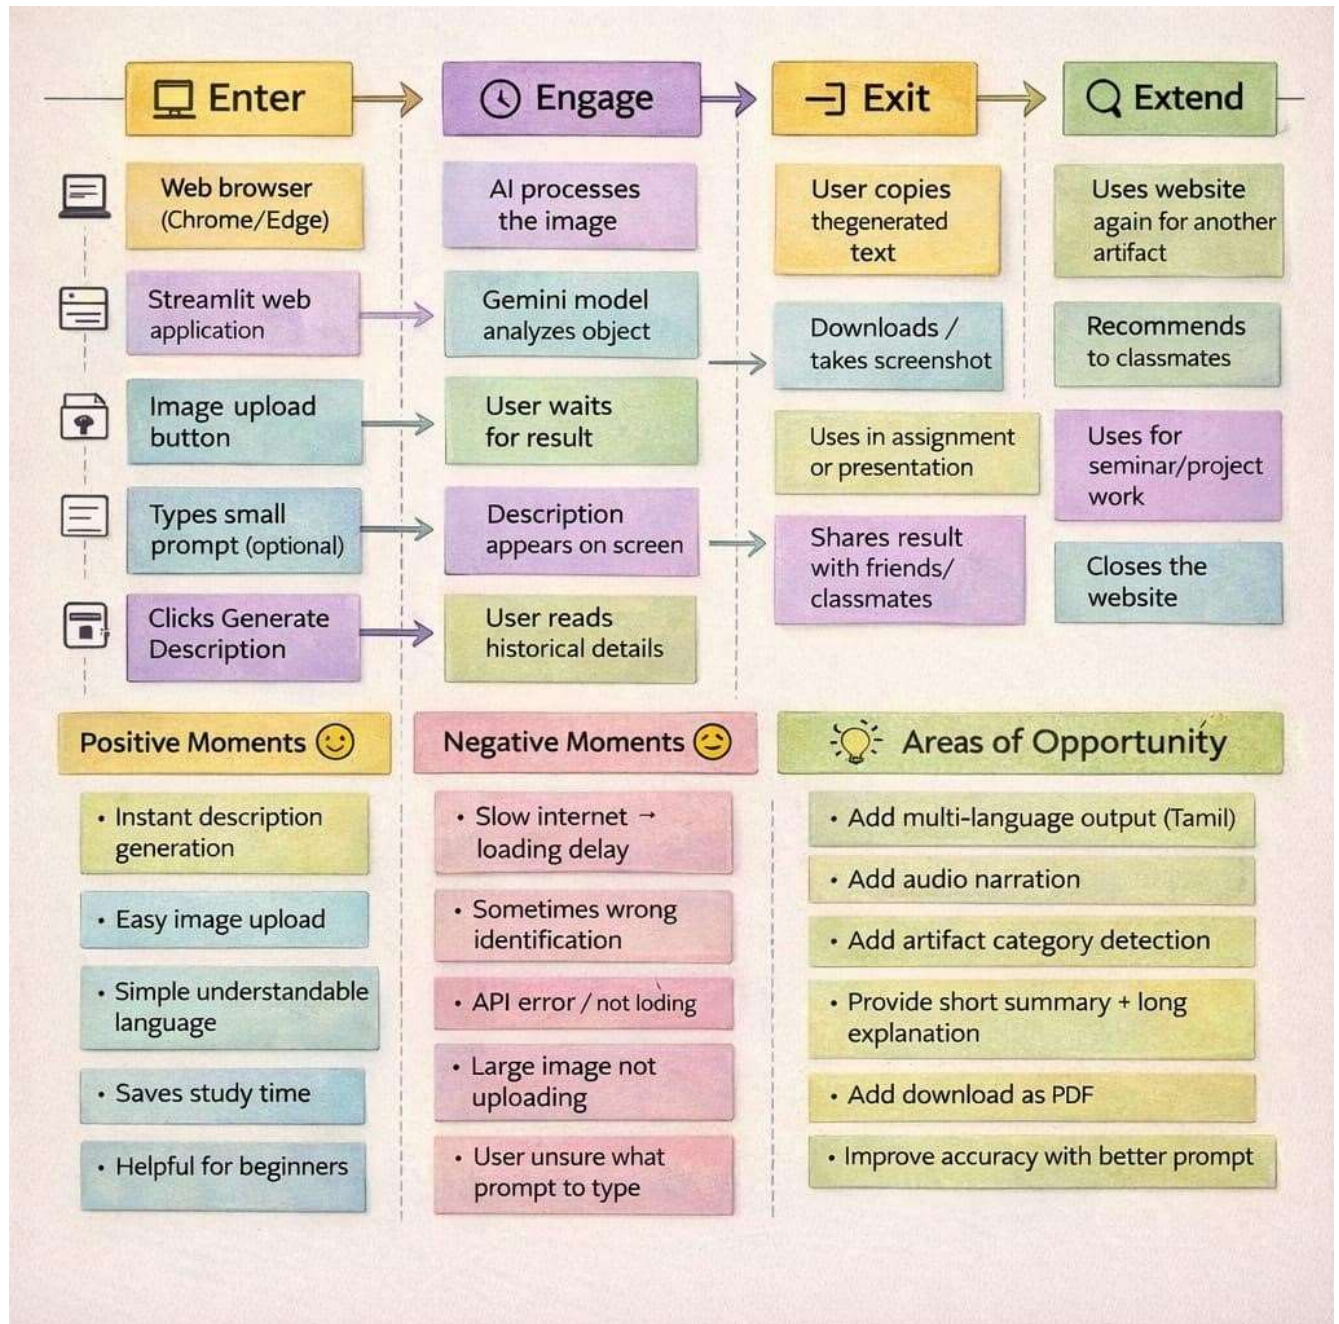 Enter
Engage
Exit
Extend
Web browser
(Chrome/Edge)
Streamlit web
application
Image upload
button
Types small
prompt (optional)
Clicks Generate
Description
AI processes
the image
Gemini model
analyzes object
User waits
for result
Description
appears on screen
User reads
historical details
User copies
thegenerated
text
Downloads /
takes screenshot
Uses in assignment
or presentation
Shares result
with friends/
classmates
Uses website
again for another
artifact
Recommends
to classmates
Uses for
seminar/project
work
Closes the
website
Positive Moments
• Instant description
generation
• Easy image upload
• Simple understandable
language
• Saves study time
• Helpful for beginners
Negative Moments
• Slow internet →
loading delay
• Sometimes wrong
identification
• API error / not loding
• Large image not
uploading
• User unsure what
prompt to type
Areas of Opportunity
• Add multi-language output (Tamil)
• Add audio narration
• Add artifact category detection
• Provide short summary + long
explanation
• Add download as PDF
• Improve accuracy with better prompt